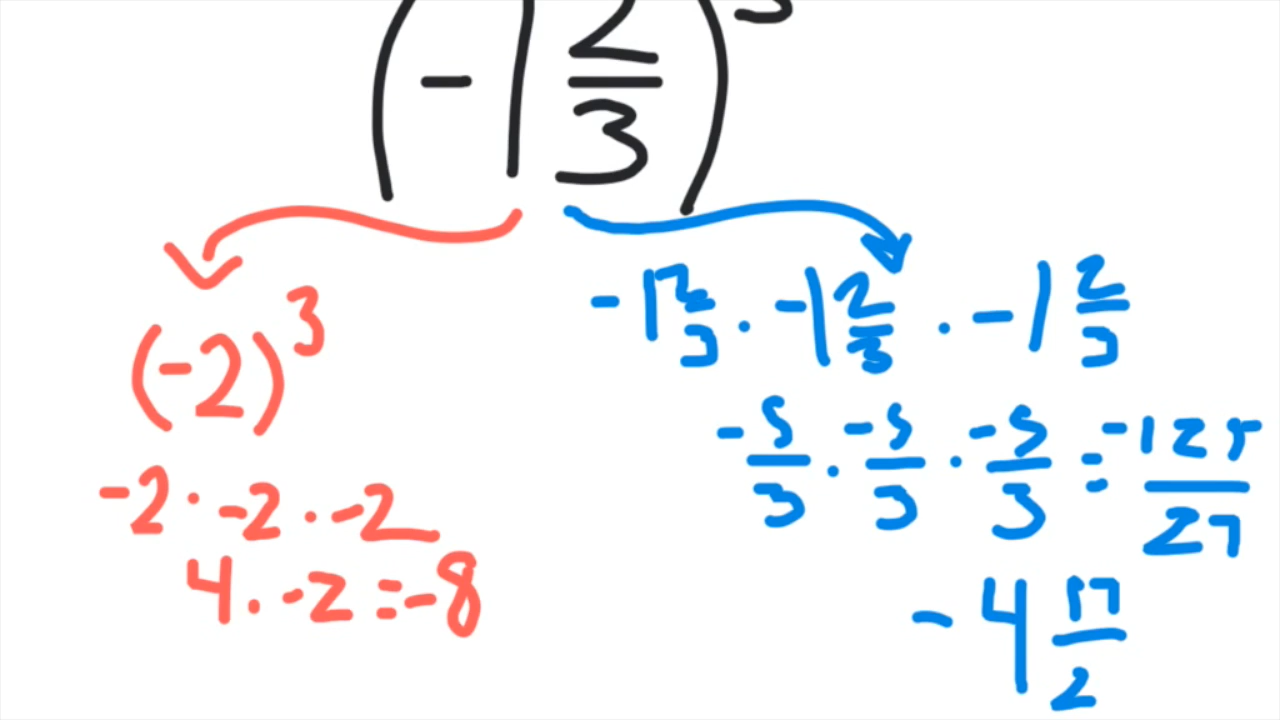 (-1 2/3)^3
(-2)^3
-2 · -2 · -2
4 · -2 = -8
-1 2/3 · -1 2/3 · -1 2/3
-5/3 · -5/3 · -5/3 = -125/27
-4 17/2